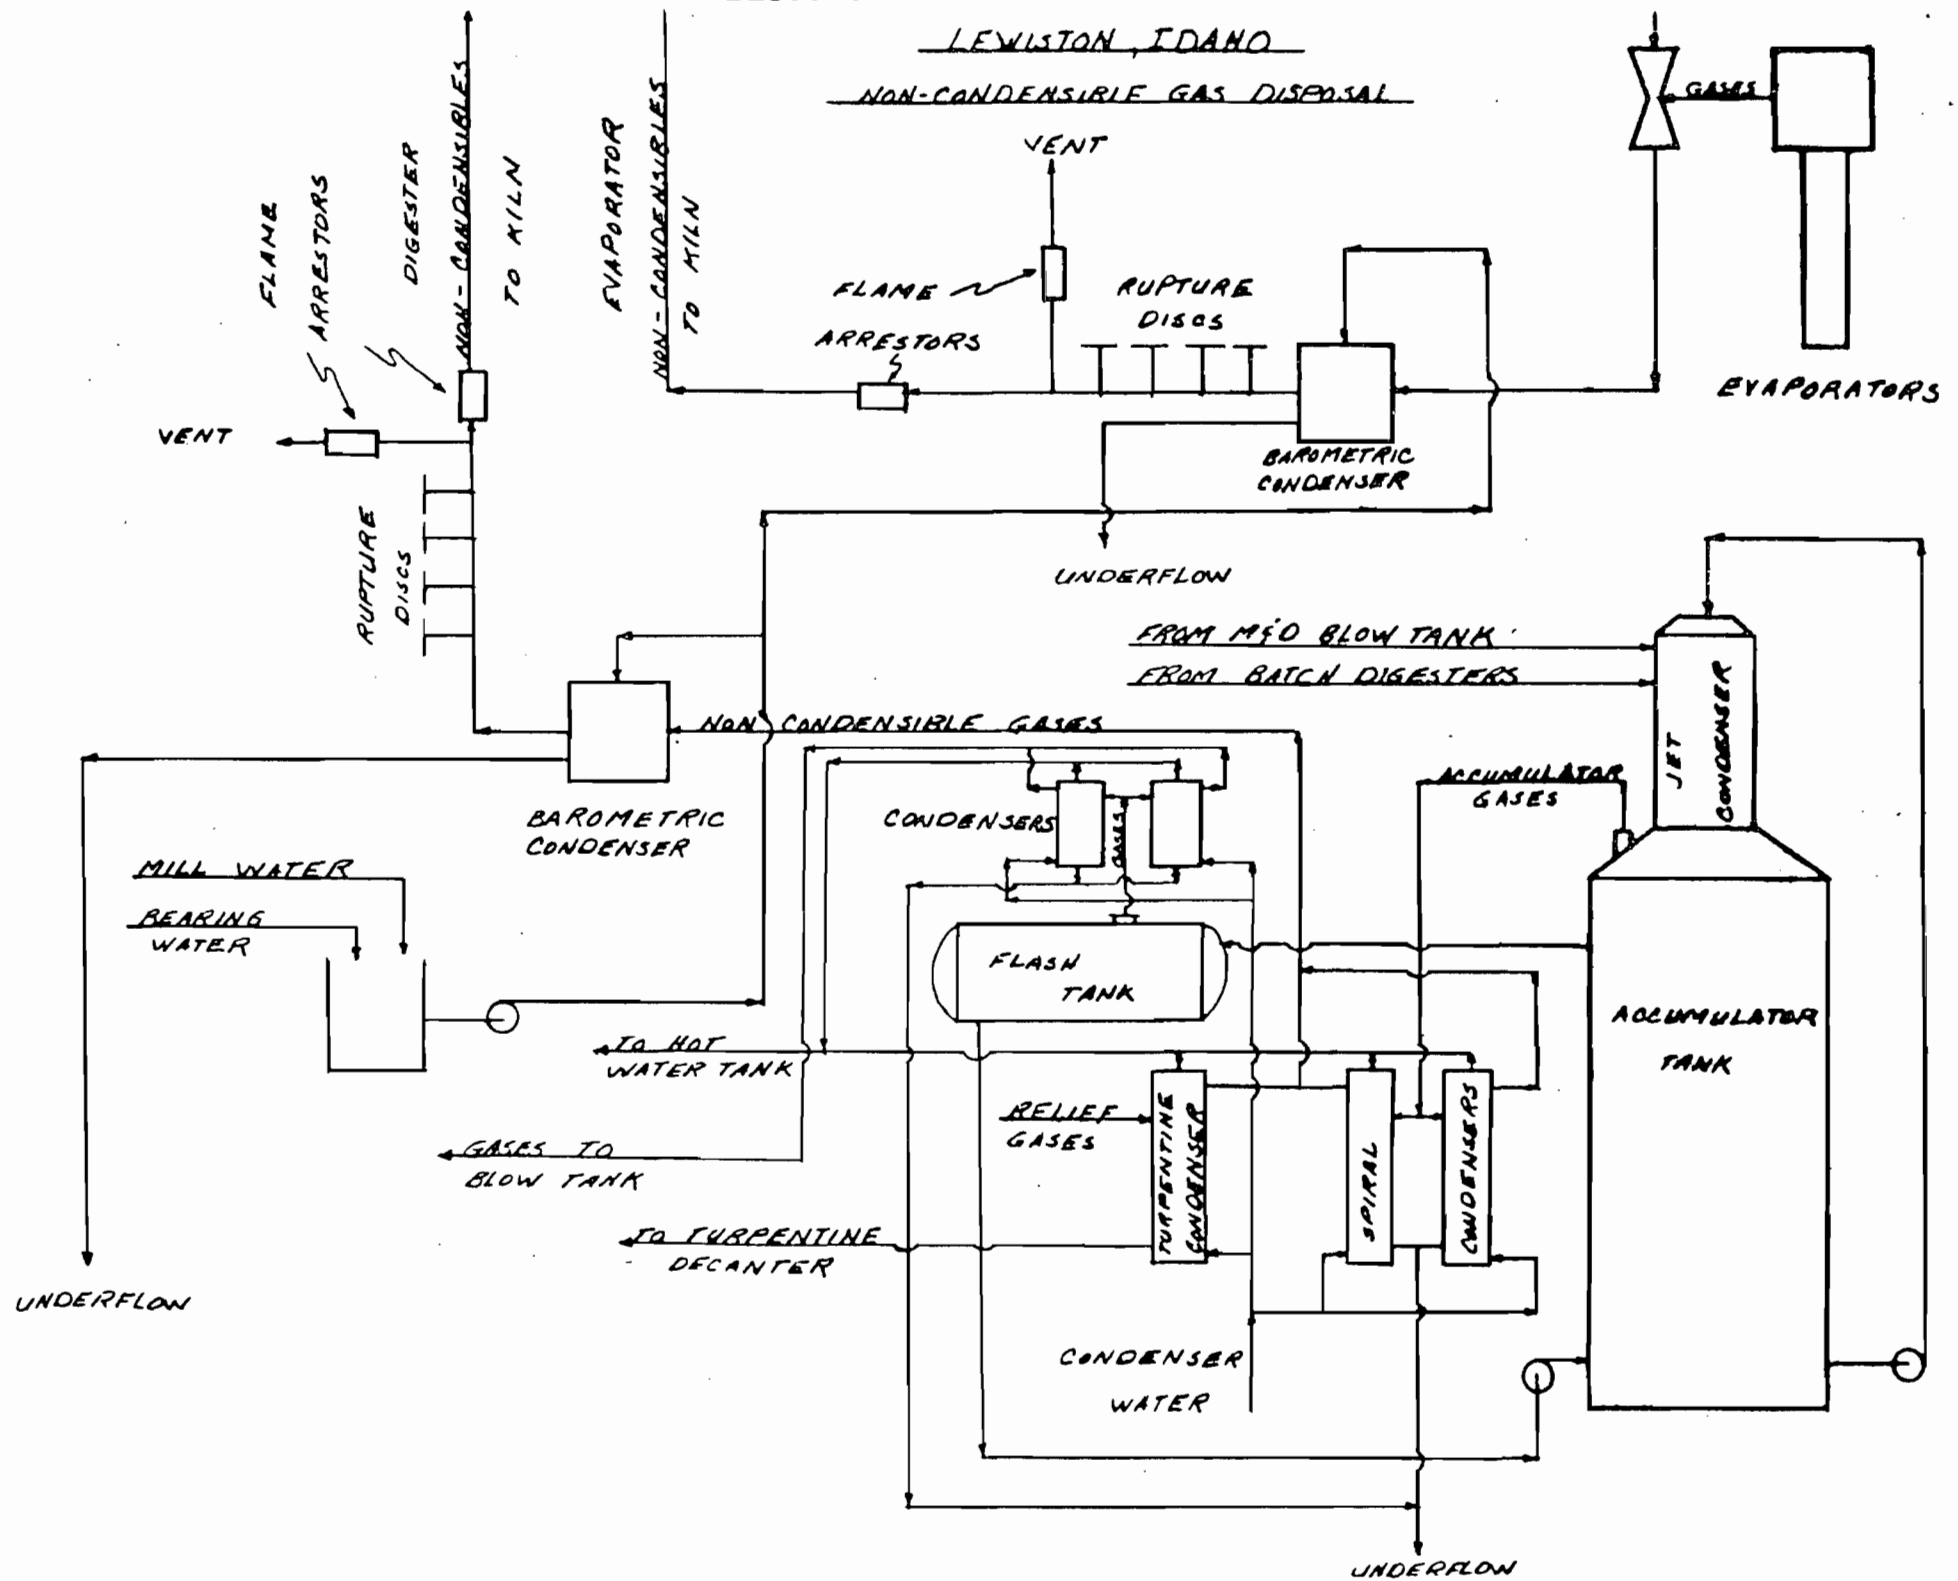 LEWISTON, IDAHO
NON-CONDENSIBLE GAS DISPOSAL
VENT
GASES
EVAPORATORS
FLAME
ARRESTORS
DIGESTER
NON-CONDENSIBLES
TO KILN
EVAPORATOR
NON-CONDENSIBLES
TO KILN
FLAME
ARRESTORS
RUPTURE
DISCS
VENT
BAROMETRIC
CONDENSER
RUPTURE
DISCS
UNDERFLOW
FROM M&D BLOW TANK
FROM BATCH DIGESTERS
JET
CONDENSER
NON CONDENSIBLE GASES
ACCUMULATOR
GASES
BAROMETRIC
CONDENSER
CONDENSERS
GASES
MILL WATER
BEARING
WATER
FLASH
TANK
ACCUMULATOR
TANK
TO HOT
WATER TANK
RELIEF
GASES
TURPENTINE
CONDENSER
SPIRAL
CONDENSERS
GASES TO
BLOW TANK
TO TURPENTINE
DECANTER
UNDERFLOW
CONDENSER
WATER
UNDERFLOW